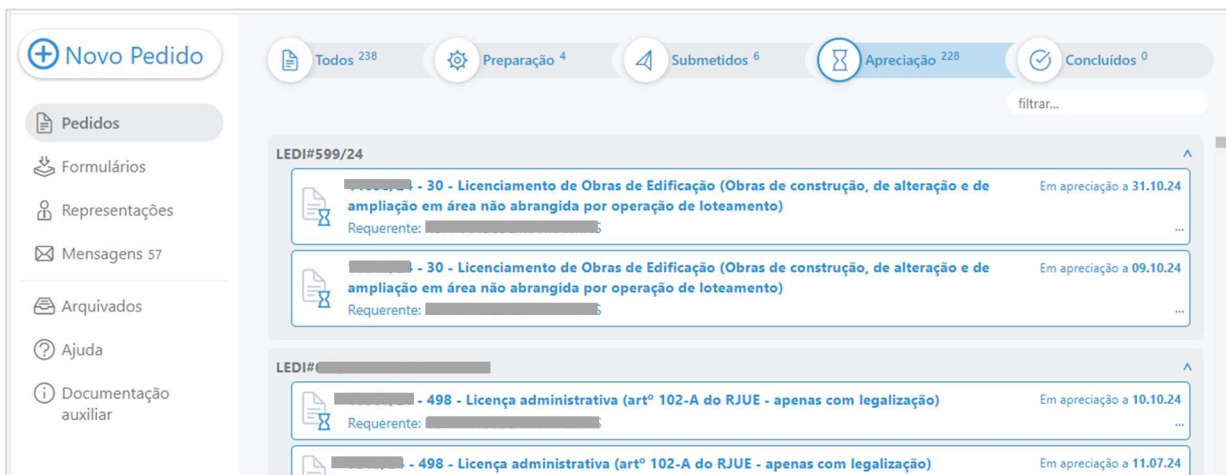 Novo Pedido
Pedidos
Formulários
Representações
Mensagens 57
Arquivados
Ajuda
Documentação
auxiliar
Todos 238
Preparação 4
Submetidos 6
Apreciação 228
Concluídos 0
filtrar...
LEDI#599/24
- 30 - Licenciamento de Obras de Edificação (Obras de construção, de alteração e de
ampliação em área não abrangida por operação de loteamento)
Requerente:
Em apreciação a 31.10.24
...
- 30 - Licenciamento de Obras de Edificação (Obras de construção, de alteração e de
ampliação em área não abrangida por operação de loteamento)
Requerente:
Em apreciação a 09.10.24
...
LEDI#
- 498 - Licença administrativa (artº 102-A do RJUE - apenas com legalização)
Requerente:
Em apreciação a 10.10.24
...
- 498 - Licença administrativa (artº 102-A do RJUE - apenas com legalização)
Em apreciação a 11.07.24